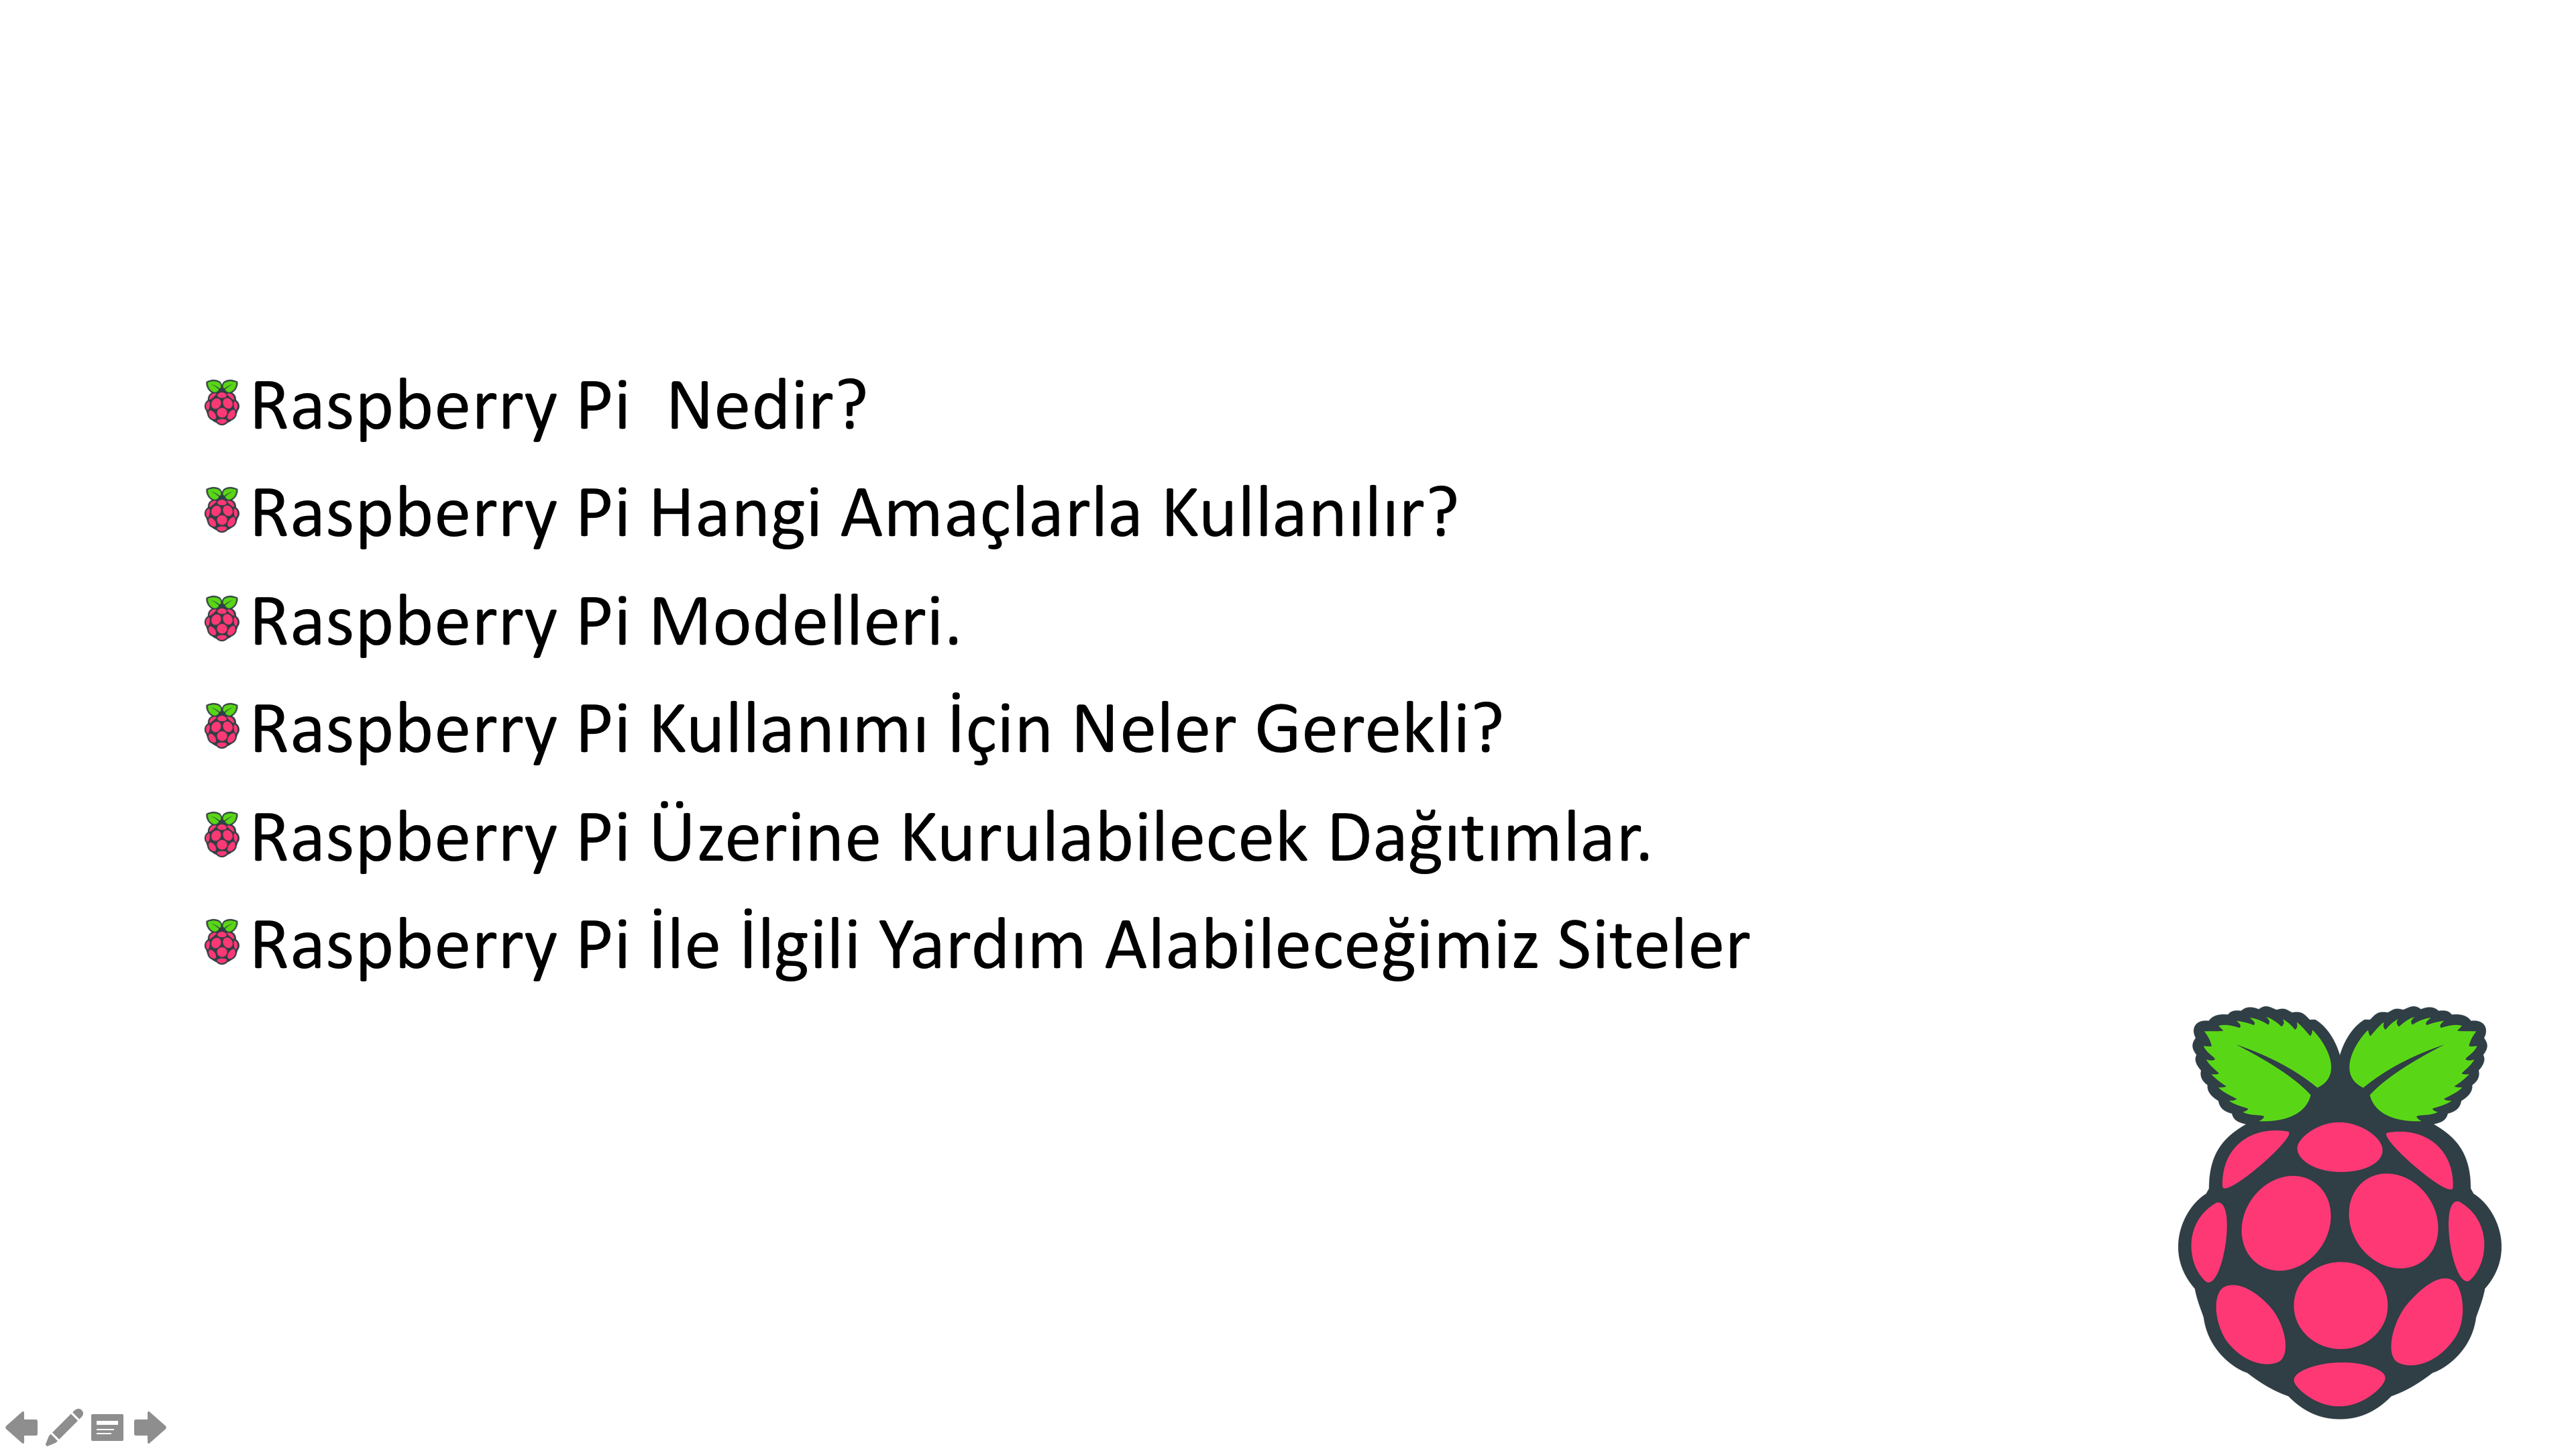 Raspberry Pi  Nedir?
Raspberry Pi Hangi Amaçlarla Kullanılır?
Raspberry Pi Modelleri.
Raspberry Pi Kullanımı İçin Neler Gerekli?
Raspberry Pi Üzerine Kurulabilecek Dağıtımlar.
Raspberry Pi İle İlgili Yardım Alabileceğimiz Siteler